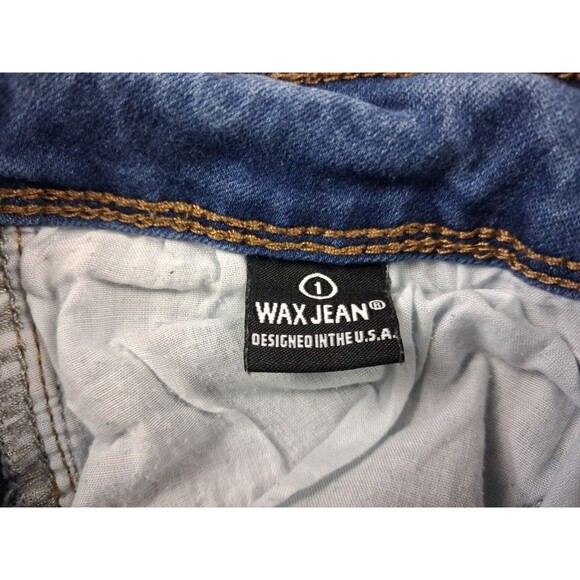 1
WAX JEAN®
DESIGNED IN THE U.S.A.